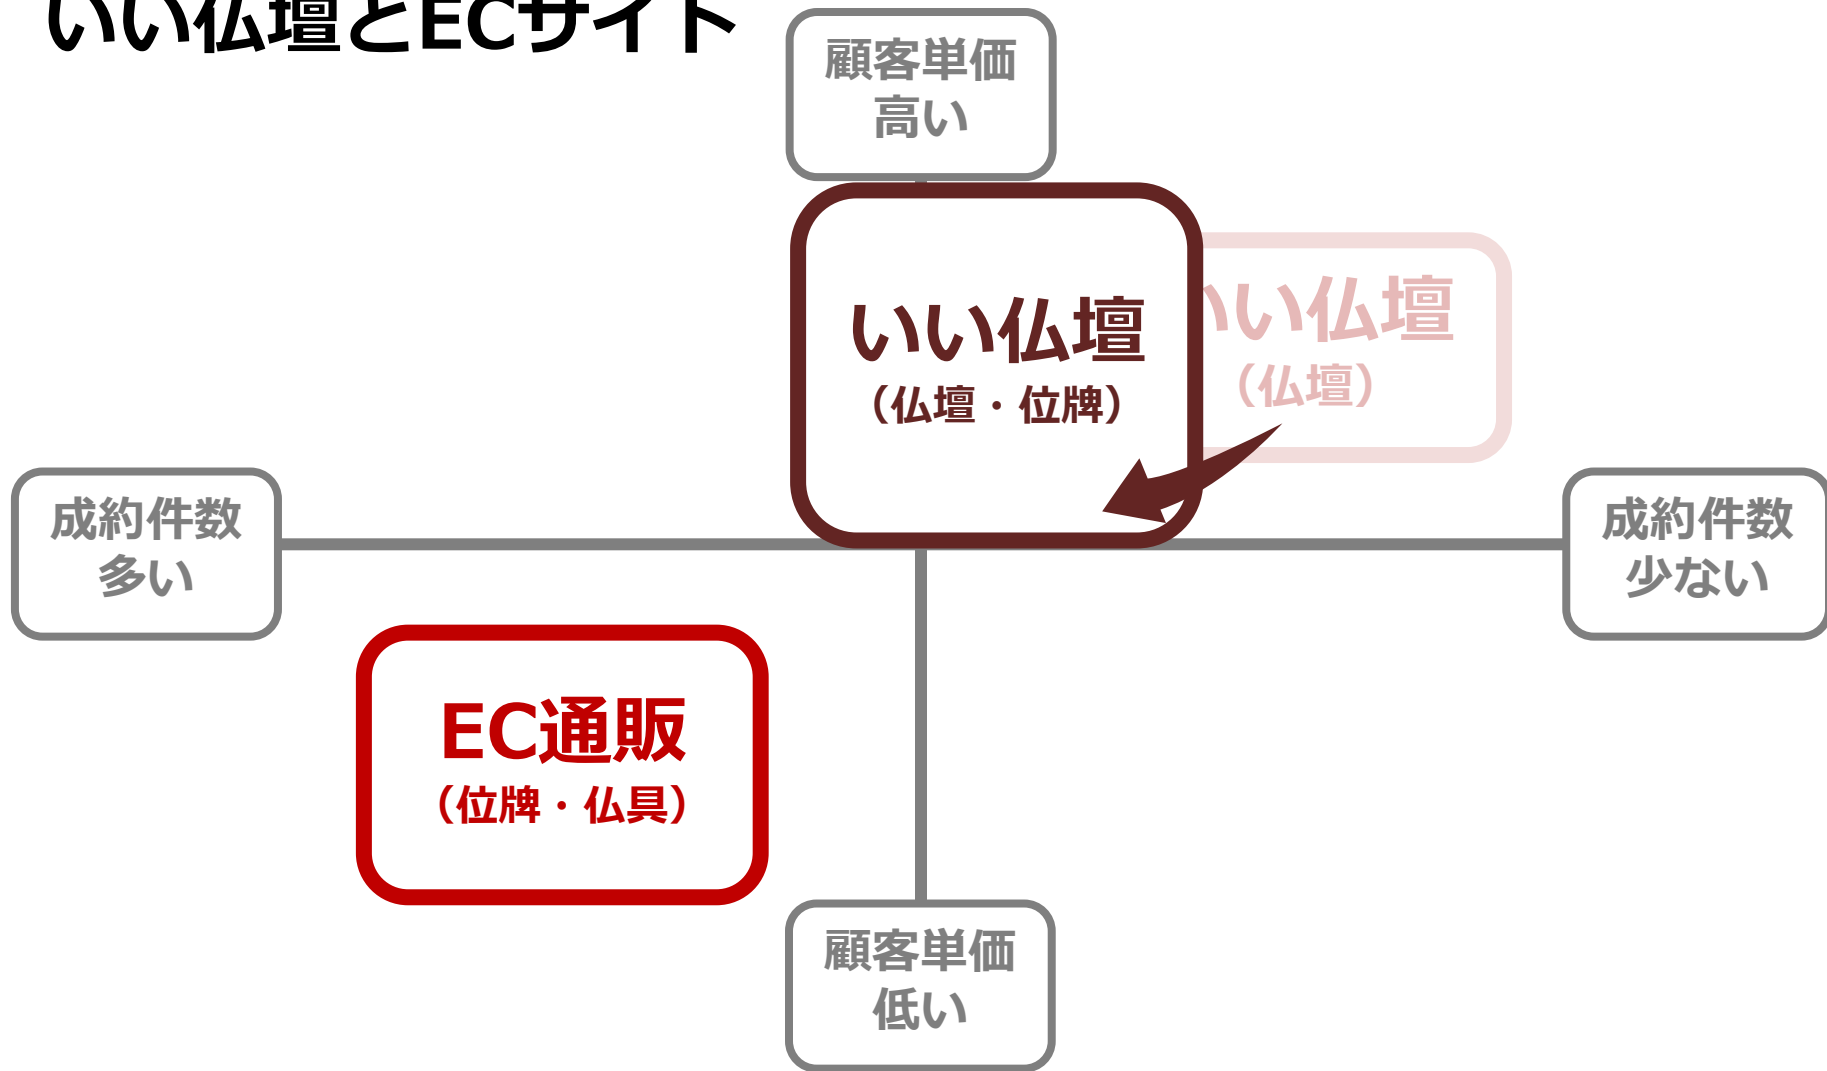 いい仏壇とECサイト
顧客単価
高い
いい仏壇
（仏壇・位牌）
いい仏壇
（仏壇）
成約件数
多い
成約件数
少ない
EC通販
（位牌・仏具）
顧客単価
低い